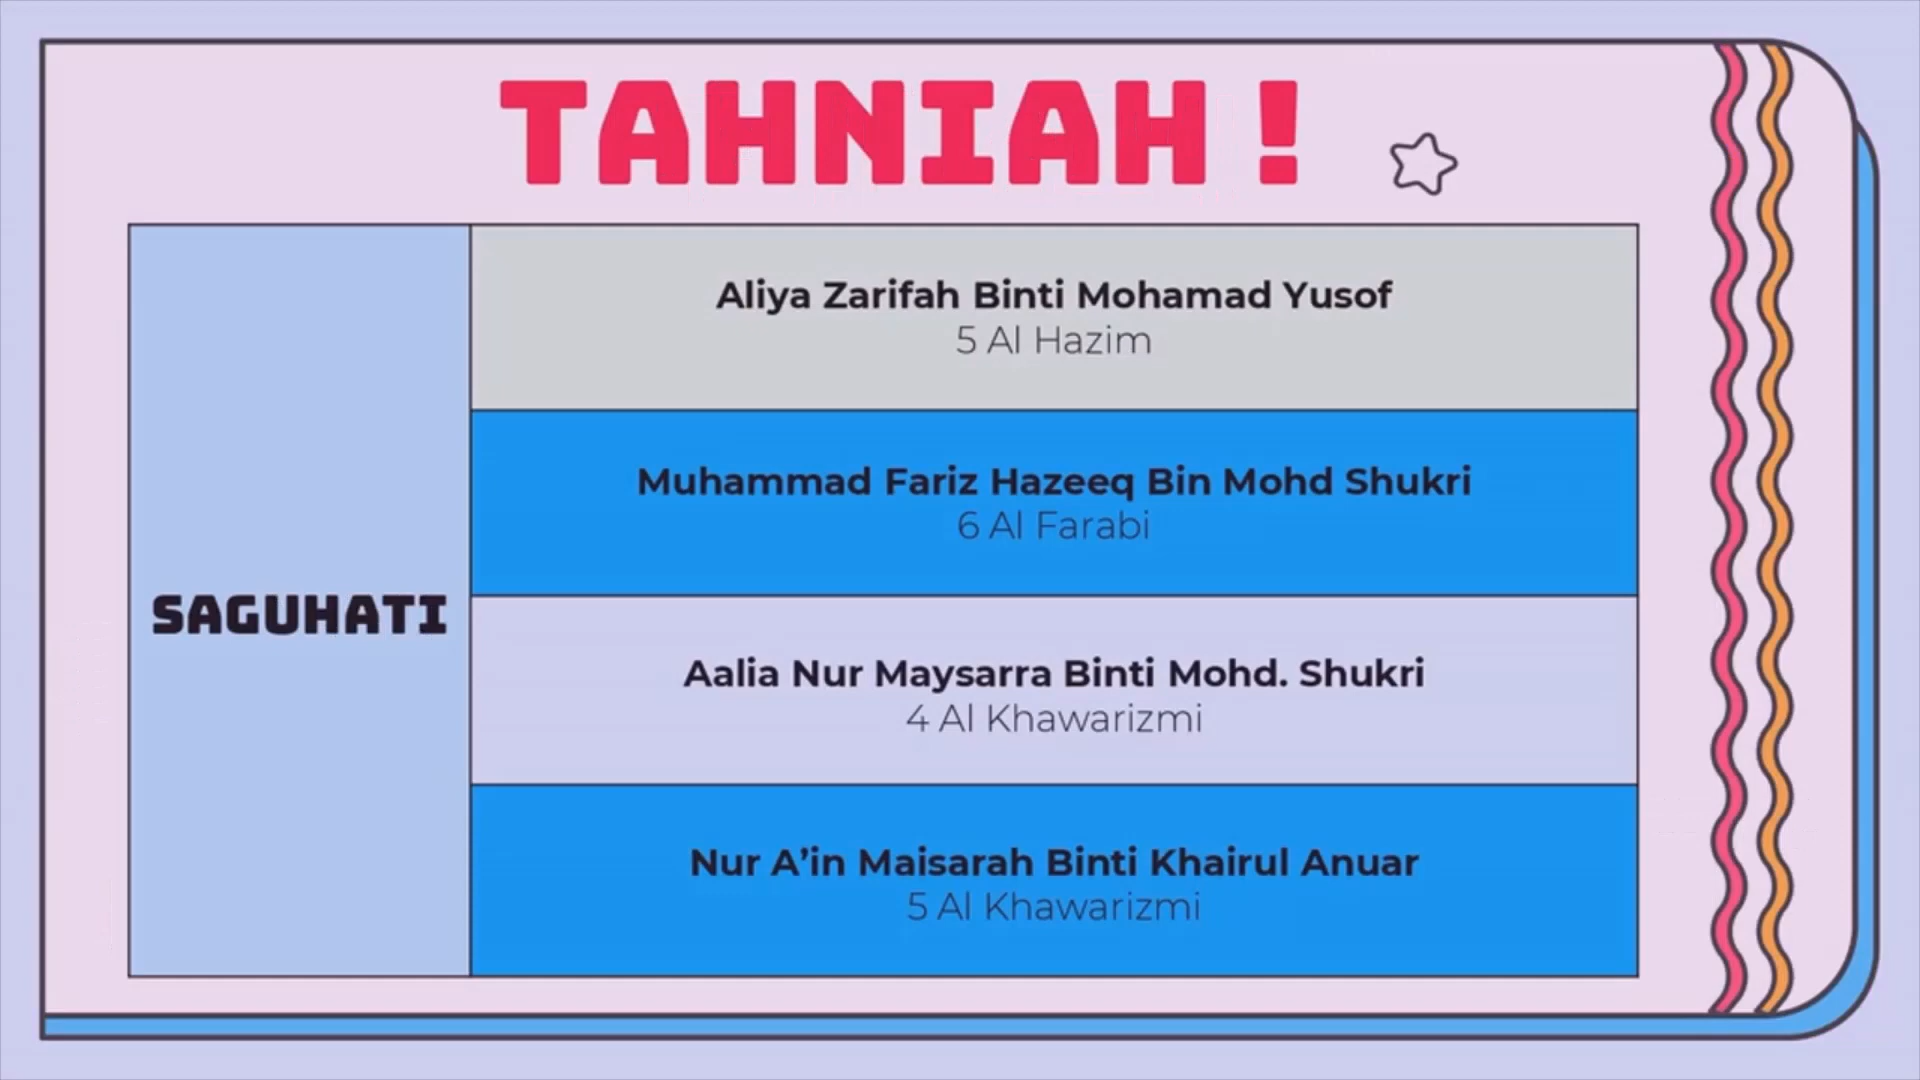 TAHNIAH !
SAGUHATI
Aliya Zarifah Binti Mohamad Yusof
5 Al Hazim
Muhammad Fariz Hazeeq Bin Mohd Shukri
6 Al Farabi
Aalia Nur Maysarra Binti Mohd. Shukri
4 Al Khawarizmi
Nur A’in Maisarah Binti Khairul Anuar
5 Al Khawarizmi